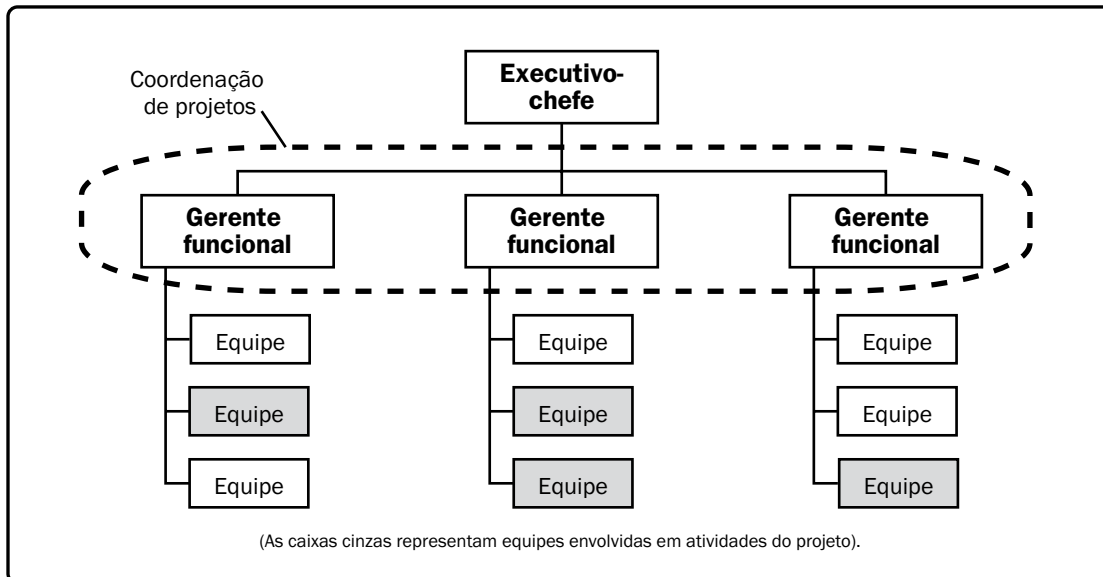 Executivo-
chefe
Coordenação
de projetos
Gerente
funcional
Gerente
funcional
Gerente
funcional
Equipe
Equipe
Equipe
Equipe
Equipe
Equipe
Equipe
Equipe
Equipe
(As caixas cinzas representam equipes envolvidas em atividades do projeto).